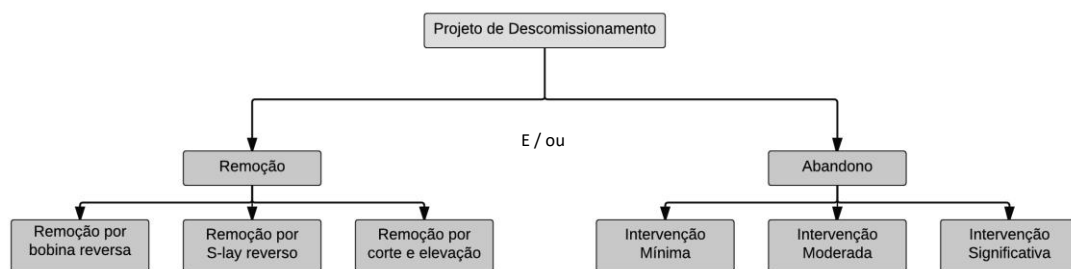 Projeto de Descomissionamento
E / ou
Remoção
Abandono
Remoção por
bobina reversa
Remoção por
S-lay reverso
Remoção por
corte e elevação
Intervenção
Mínima
Intervenção
Moderada
Intervenção
Significativa